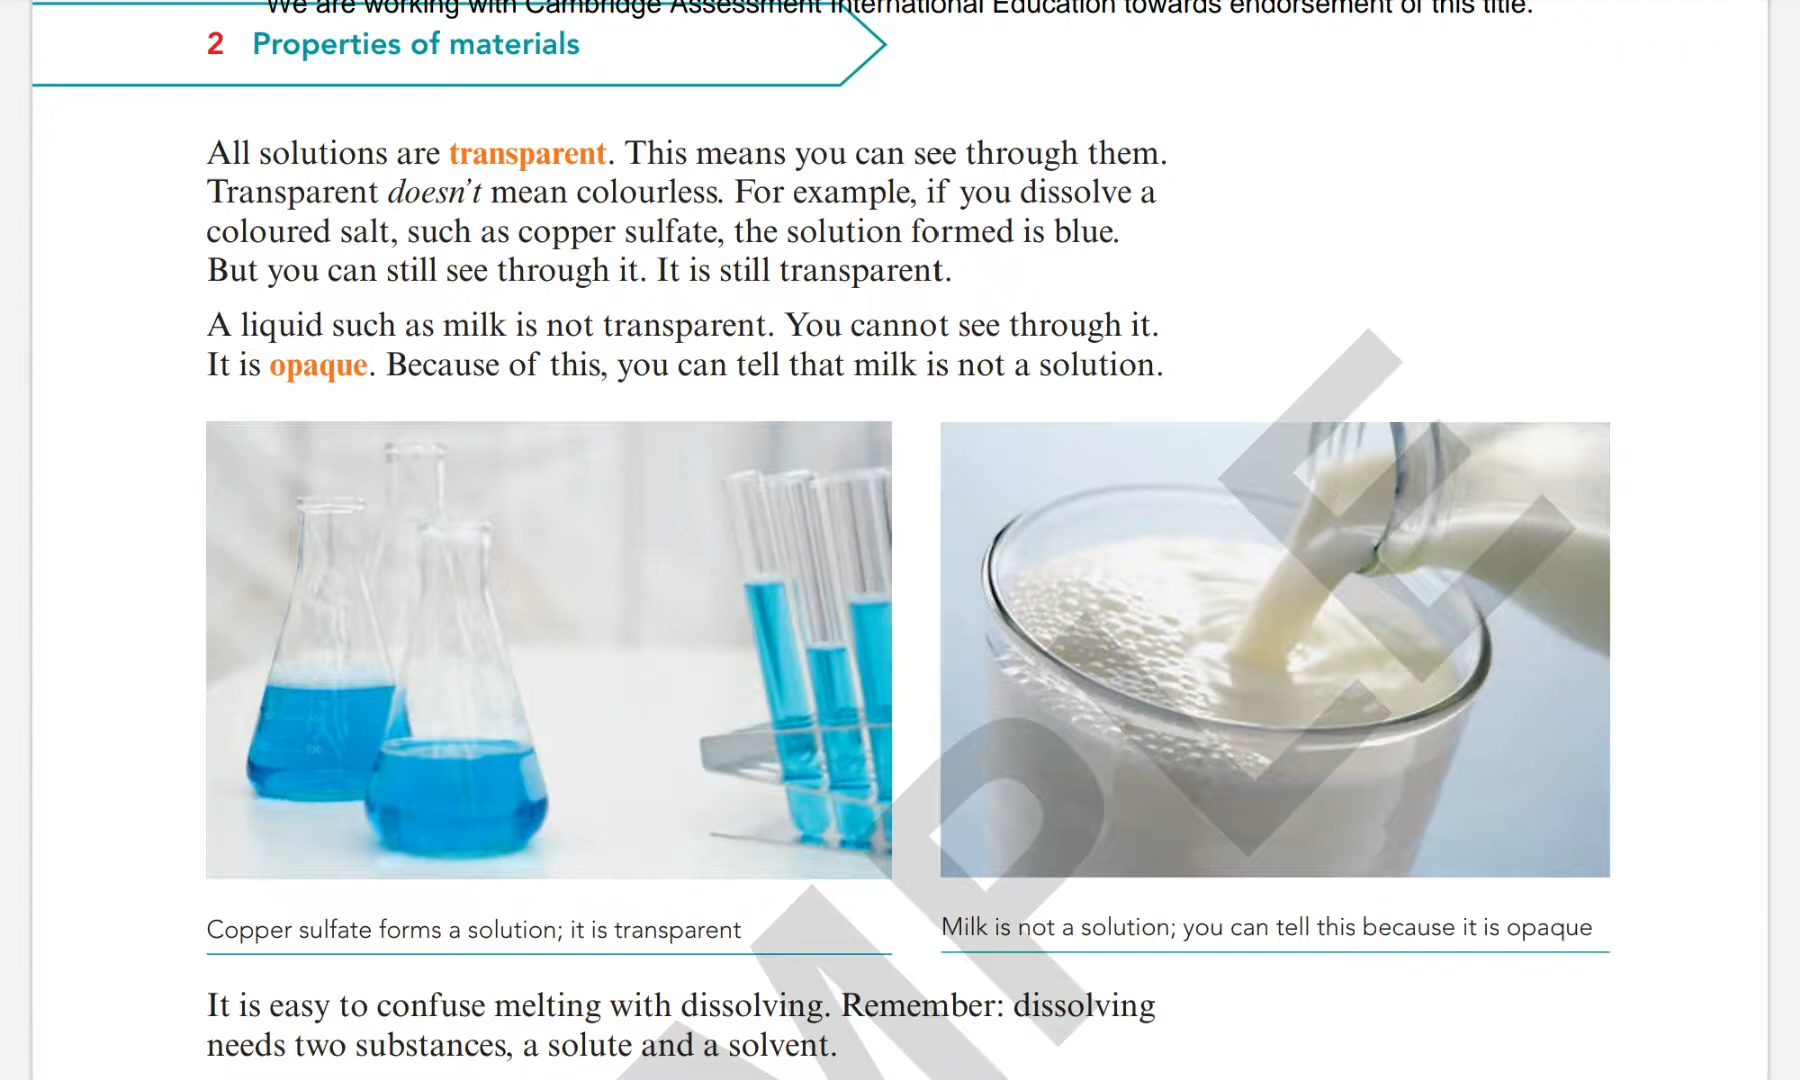 We are working with Cambridge Assessment International Education towards endorsement of this title.
2 Properties of materials
All solutions are transparent. This means you can see through them.
Transparent doesn't mean colourless. For example, if you dissolve a
coloured salt, such as copper sulfate, the solution formed is blue.
But you can still see through it. It is still transparent.
A liquid such as milk is not transparent. You cannot see through it.
It is opaque. Because of this, you can tell that milk is not a solution.
Copper sulfate forms a solution; it is transparent
Milk is not a solution; you can tell this because it is opaque
It is easy to confuse melting with dissolving. Remember: dissolving
needs two substances, a solute and a solvent.